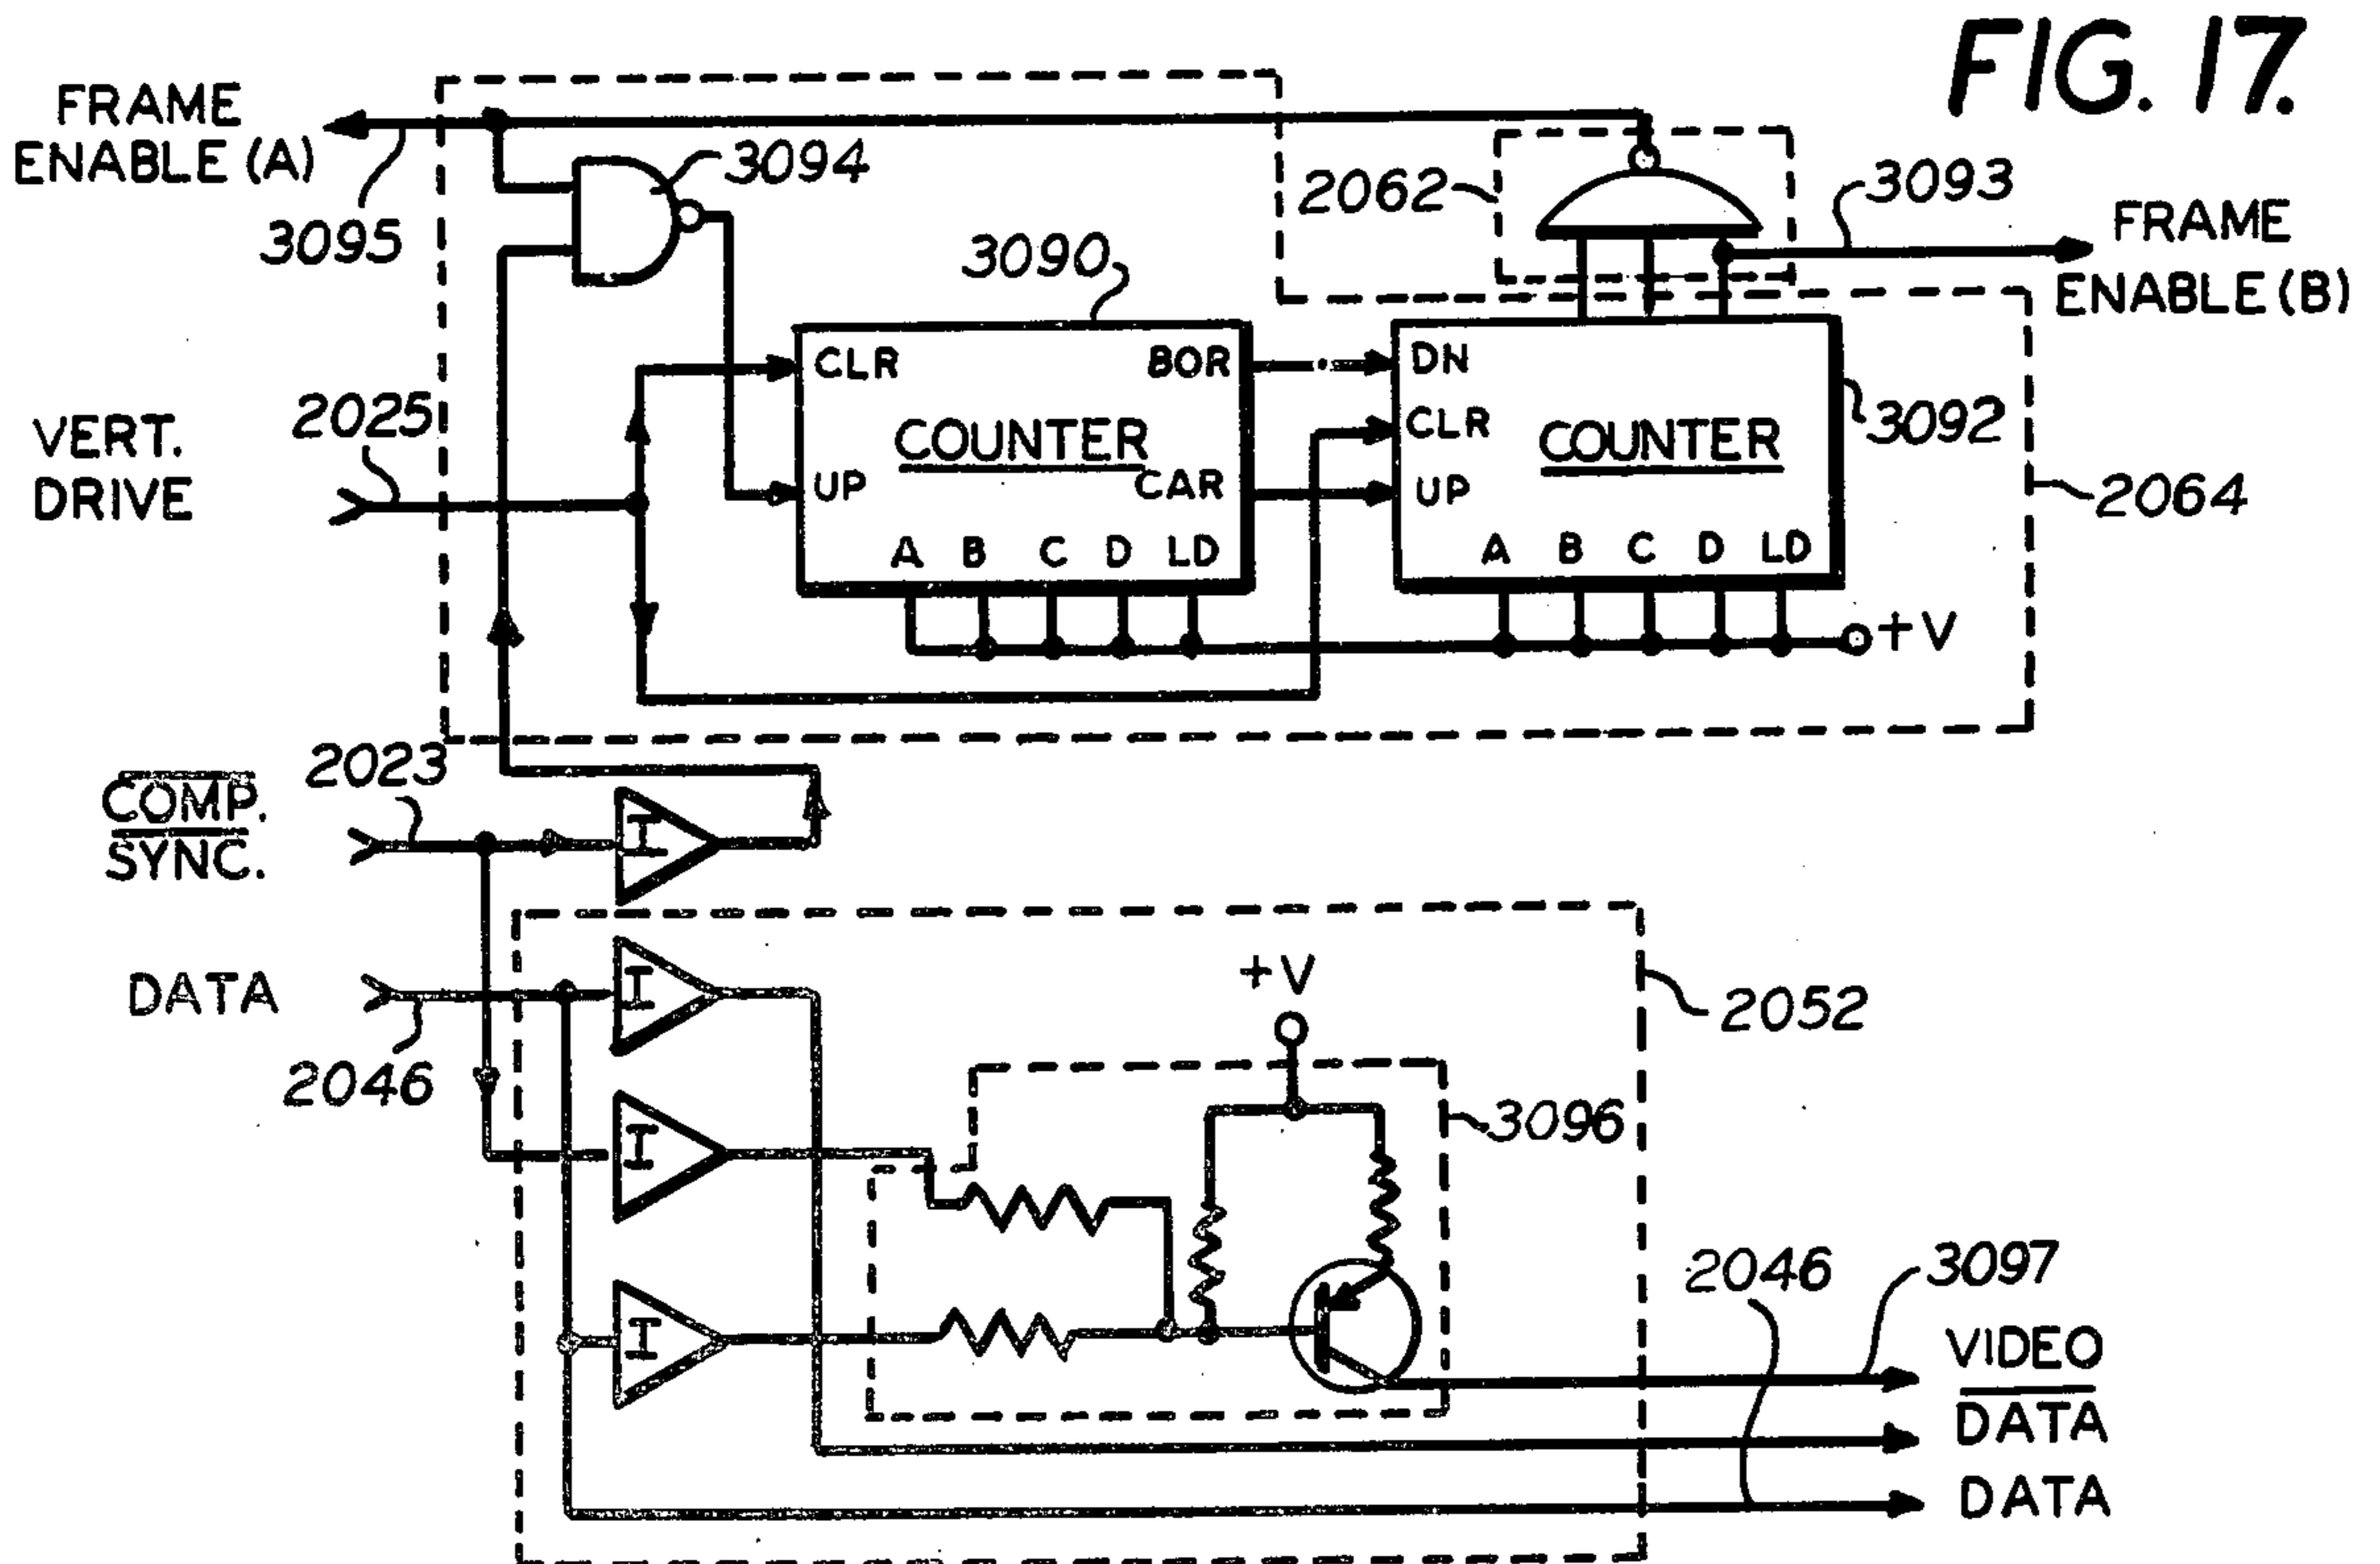 FIG. 17.
FRAME
ENABLE (A)
3095
3094
2062
3093
FRAME
ENABLE (B)
3090
CLR
BOR
COUNTER
UP
CAR
A B C D LD
DN
CLR
COUNTER
UP
A B C D LD
3092
2064
+V
VERT.
DRIVE
2025
COMP.
SYNC.
2023
I
DATA
2046
I
I
I
+V
2052
3096
2046
3097
VIDEO
DATA
DATA